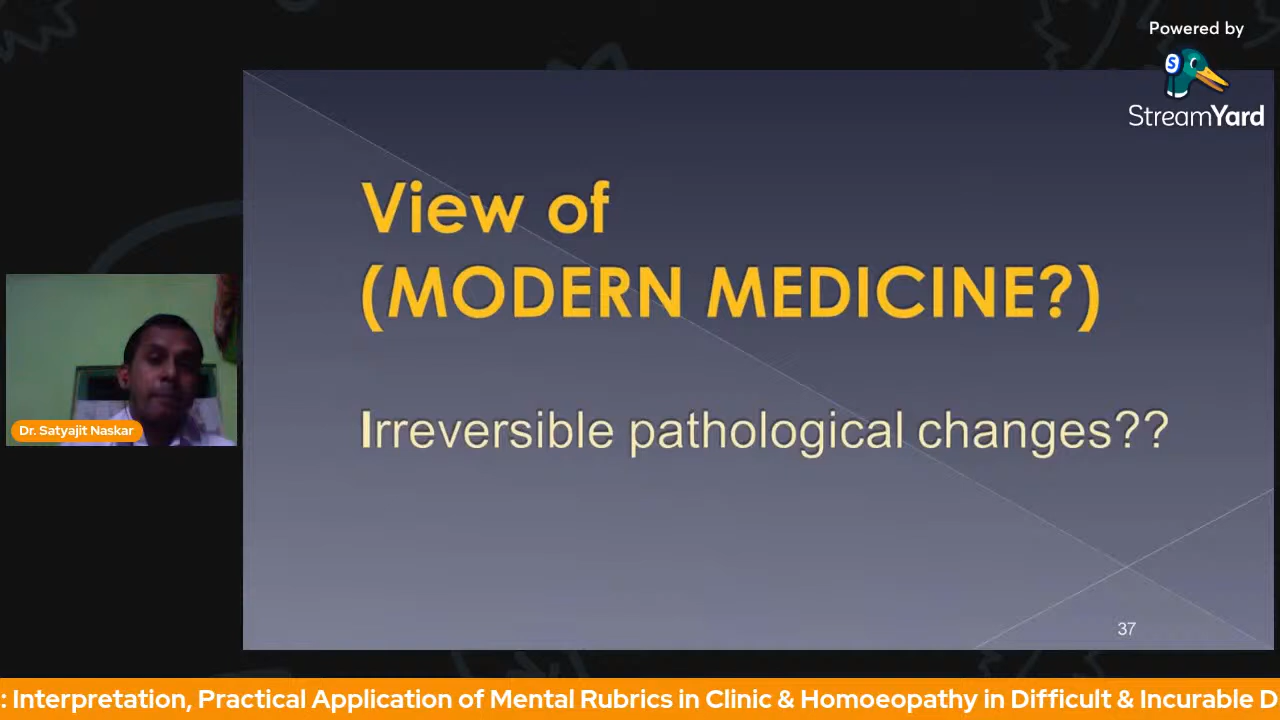 Powered by
StreamYard
View of
(MODERN MEDICINE?)
Irreversible pathological changes??
Dr. Satyajit Naskar
37
: Interpretation, Practical Application of Mental Rubrics in Clinic & Homoeopathy in Difficult & Incurable D